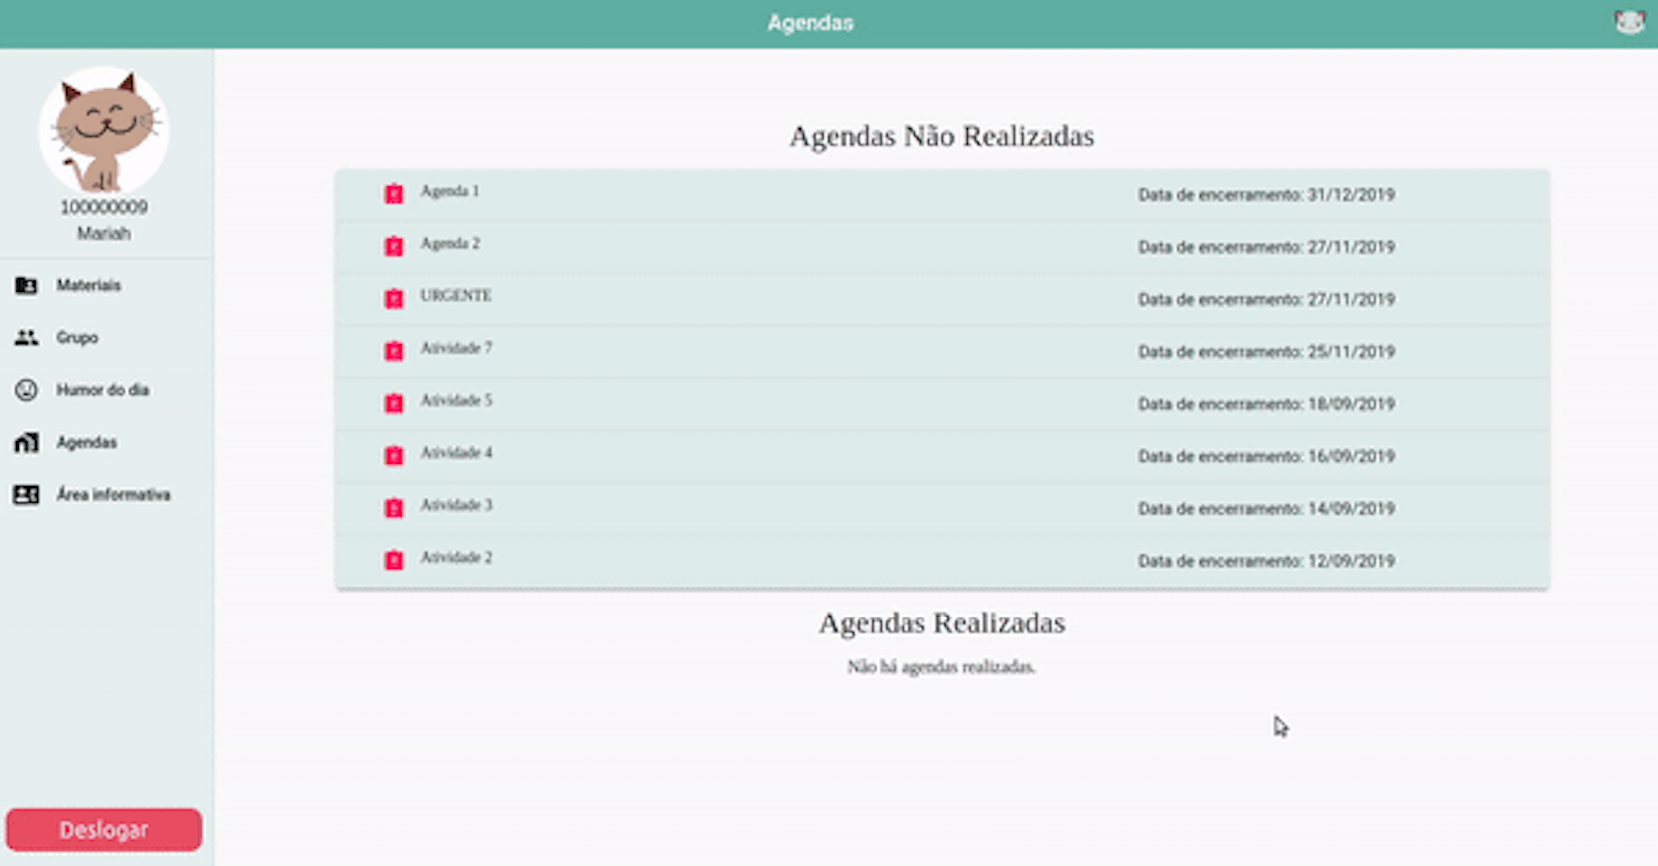 Agendas
100000009
Mariah
Materiais
Grupo
Humor do dia
Agendas
Área informativa
Deslogar
Agendas Não Realizadas
Agenda 1 Data de encerramento: 31/12/2019
Agenda 2 Data de encerramento: 27/11/2019
URGENTE Data de encerramento: 27/11/2019
Atividade 7 Data de encerramento: 25/11/2019
Atividade 5 Data de encerramento: 18/09/2019
Atividade 4 Data de encerramento: 16/09/2019
Atividade 3 Data de encerramento: 14/09/2019
Atividade 2 Data de encerramento: 12/09/2019
Agendas Realizadas
Não há agendas realizadas.